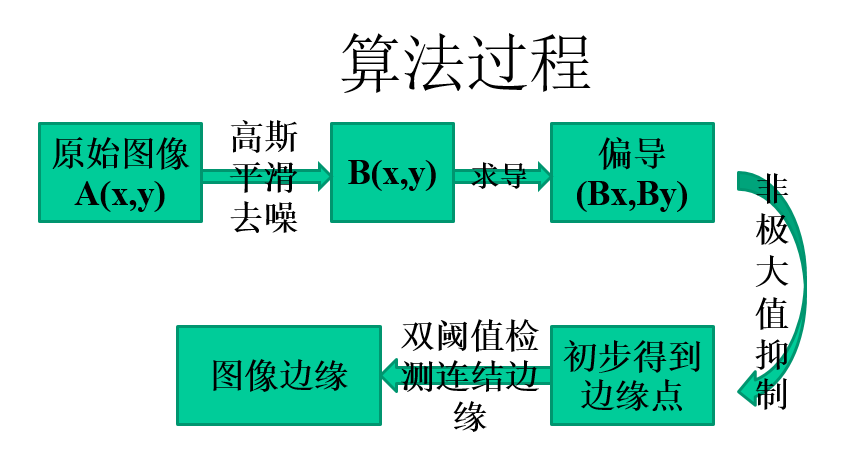 算法过程
原始图像
A(x,y)
高斯
平滑
去噪
B(x,y)
求导
偏导
(Bx,By)
非
极
大
值
抑
制
初步得到
边缘点
双阈值检
测连结边
缘
图像边缘